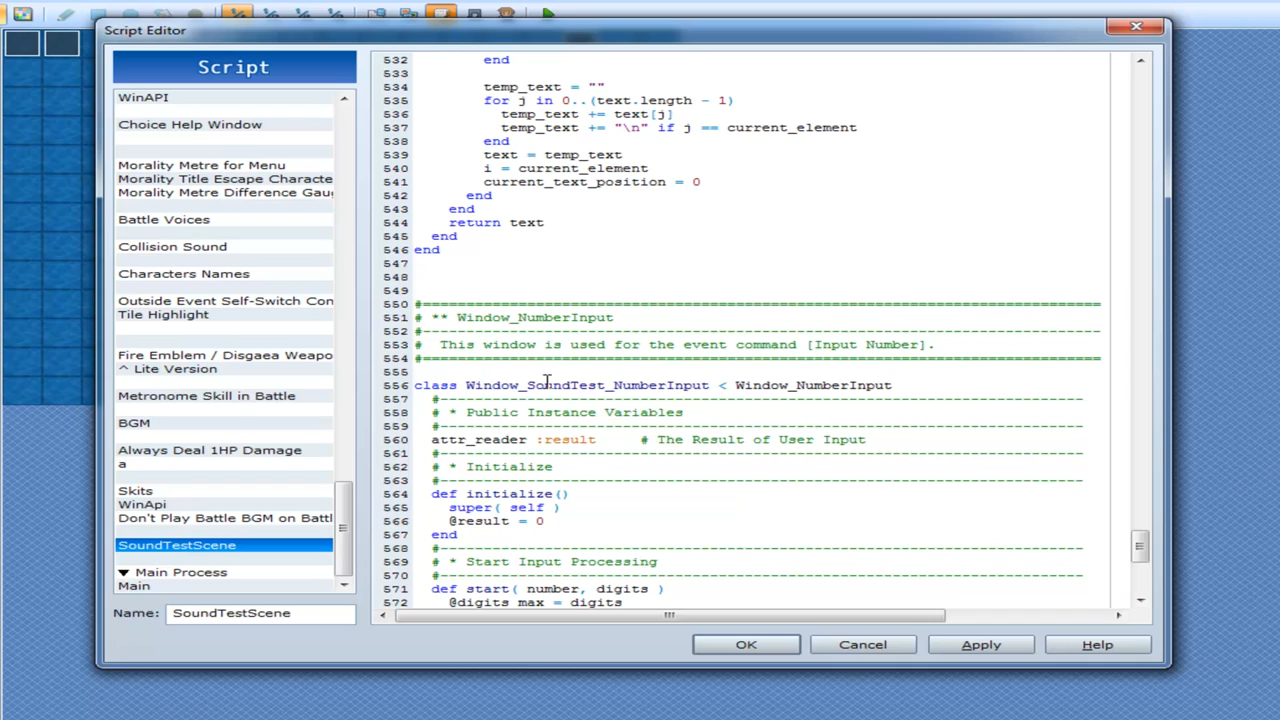 Script Editor
Script
WinAPI
Choice Help Window
Morality Metre for Menu
Morality Title Escape Characte
Morality Metre Difference Gau
Battle Voices
Collision Sound
Characters Names
Outside Event Self-Switch Con
Tile Highlight
Fire Emblem / Disgaea Weapo
^ Lite Version
Metronome Skill in Battle
BGM
Always Deal 1HP Damage
a
Skits
WinApi
Don't Play Battle BGM on Battl
SoundTestScene
▼ Main Process
Main
Name: SoundTestScene
532 end
533
534 temp_text = ""
535 for j in 0..(text.length - 1)
536 temp_text += text[j]
537 temp_text += "\n" if j == current_element
538 end
539 text = temp_text
540 i = current_element
541 current_text_position = 0
542 end
543 end
544 return text
545 end
546 end
547
548
549
550 #==============================================================================
551 # ** Window_NumberInput
552 #------------------------------------------------------------------------------
553 #  This window is used for the event command [Input Number].
554 #==============================================================================
555
556 class Window_SoundTest_NumberInput < Window_NumberInput
557 #--------------------------------------------------------------------------
558 # * Public Instance Variables
559 #--------------------------------------------------------------------------
560 attr_reader :result # The Result of User Input
561 #--------------------------------------------------------------------------
562 # * Initialize
563 #--------------------------------------------------------------------------
564 def initialize()
565 super( self )
566 @result = 0
567 end
568 #--------------------------------------------------------------------------
569 # * Start Input Processing
570 #--------------------------------------------------------------------------
571 def start( number, digits )
572 @digits_max = digits
OK Cancel Apply Help